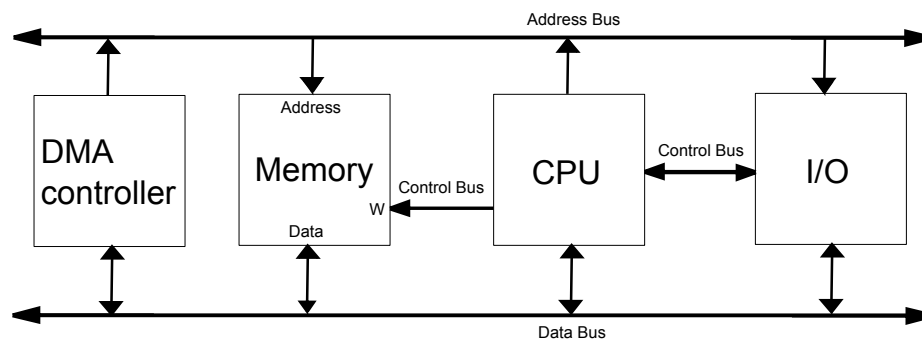 Address Bus
DMA
controller
Address
Memory
Data
W
Control Bus
CPU
Control Bus
I/O
Data Bus